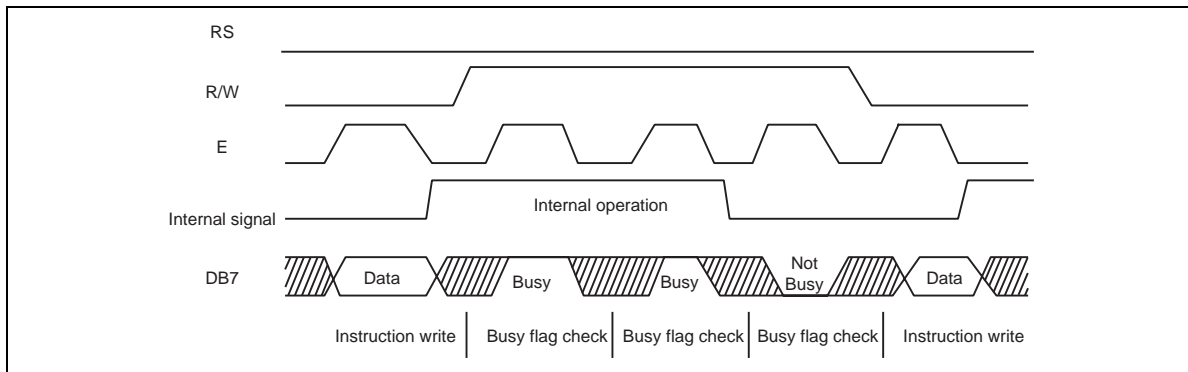 RS
R/W
E
Internal signal
Internal operation
DB7
Data
Busy
Busy
Not
Busy
Data
Instruction write
Busy flag check
Busy flag check
Busy flag check
Instruction write